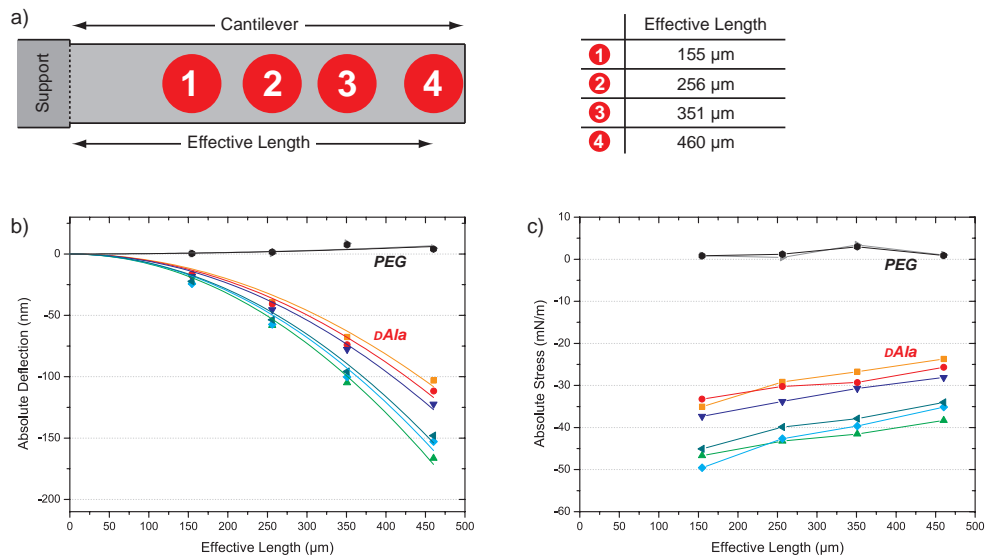 a)
Cantilever
Support
1 2 3 4
Effective Length
Effective Length
1 155 µm
2 256 µm
3 351 µm
4 460 µm
b)
Absolute Deflection (nm)
0
-50
-100
-150
-200
PEG
DAla
0 50 100 150 200 250 300 350 400 450 500
Effective Length (µm)
c)
Absolute Stress (mN/m)
10
0
-10
-20
-30
-40
-50
-60
PEG
DAla
0 50 100 150 200 250 300 350 400 450 500
Effective Length (µm)